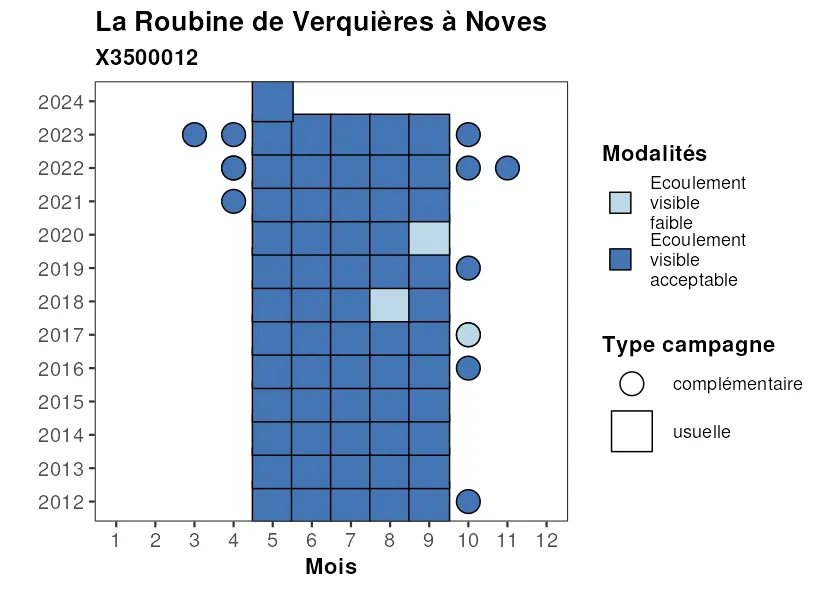 La Roubine de Verquières à Noves
X3500012
2024
2023
2022
2021
2020
2019
2018
2017
2016
2015
2014
2013
2012
1 2 3 4 5 6 7 8 9 10 11 12
Mois
Modalités
Ecoulement
visible
faible
Ecoulement
visible
acceptable
Type campagne
complémentaire
usuelle